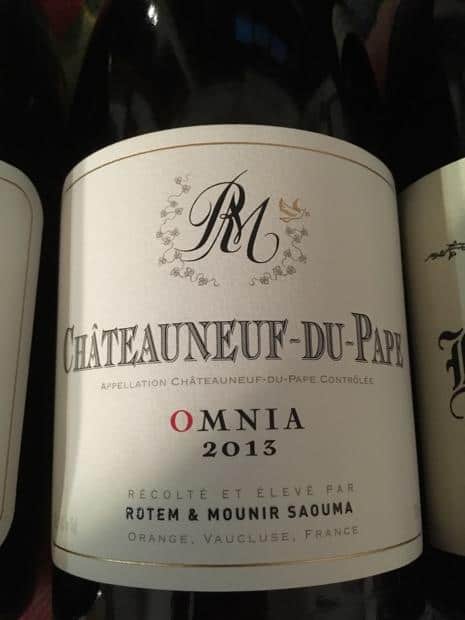 RM
CHÂTEAUNEUF-DU-PAPE
APPELLATION CHÂTEAUNEUF-DU-PAPE CONTRÔLÉE
OMNIA
2013
RÉCOLTÉ ET ÉLEVÉ PAR
ROTEM & MOUNIR SAOUMA
ORANGE, VAUCLUSE, FRANCE